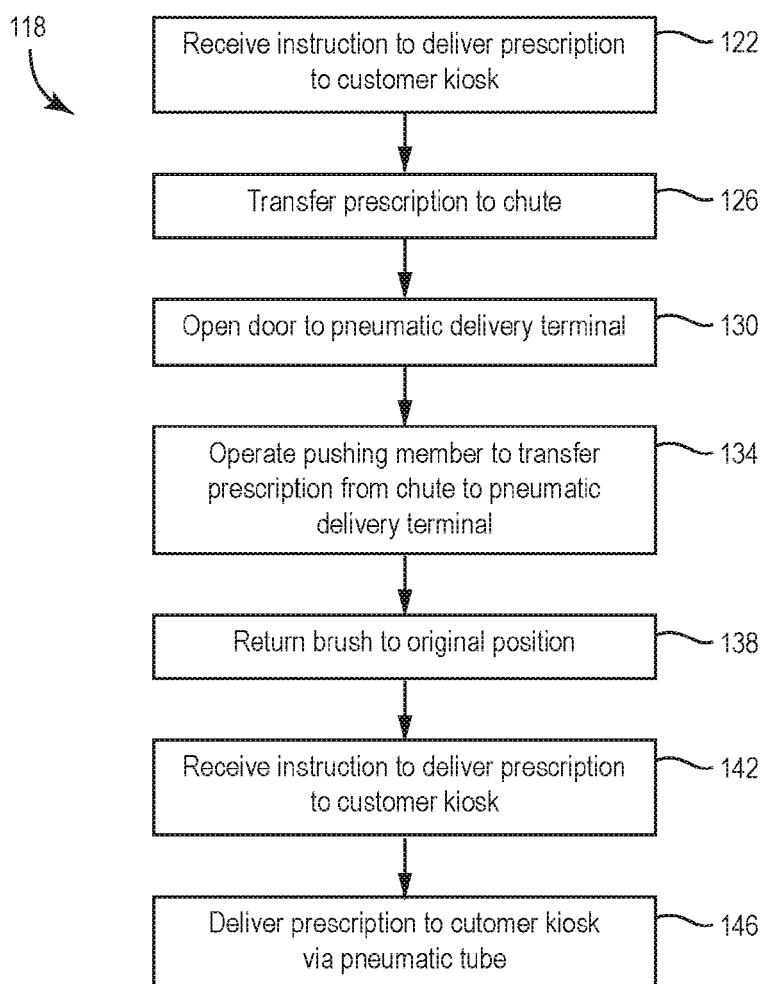 118
Receive instruction to deliver prescription
to customer kiosk
122
Transfer prescription to chute
126
Open door to pneumatic delivery terminal
130
Operate pushing member to transfer
prescription from chute to pneumatic
delivery terminal
134
Return brush to original position
138
Receive instruction to deliver prescription
to customer kiosk
142
Deliver prescription to cutomer kiosk
via pneumatic tube
146